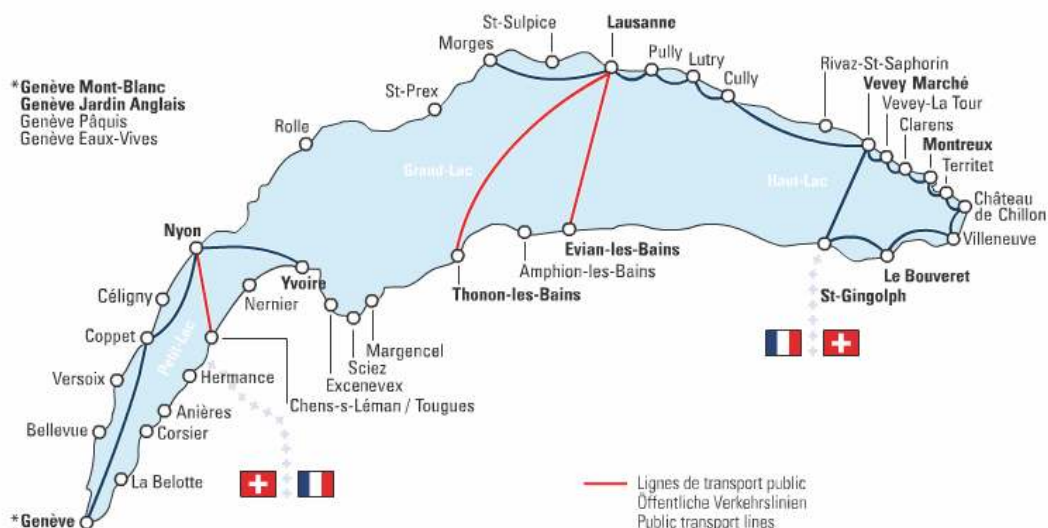 St-Sulpice
Lausanne
Morges
Pully
Lutry
Cully
*Genève Mont-Blanc
Genève Jardin Anglais
Genève Pâquis
Genève Eaux-Vives
Rivaz-St-Saphorin
Vevey Marché
Vevey-La Tour
Clarens
Montreux
Territet
Château
de Chillon
Villeneuve
St-Prex
Rolle
Grand-Lac
Haut-Lac
Nyon
Yvoire
Evian-les-Bains
Amphion-les-Bains
Thonon-les-Bains
Le Bouveret
St-Gingolph
Céligny
Nernier
Coppet
Petit-Lac
Margencel
Sciez
Excenevex
Chens-s-Léman / Tougues
Versoix
Hermance
Anières
Corsier
Bellevue
La Belotte
*Genève
Lignes de transport public
Öffentliche Verkehrslinien
Public transport lines